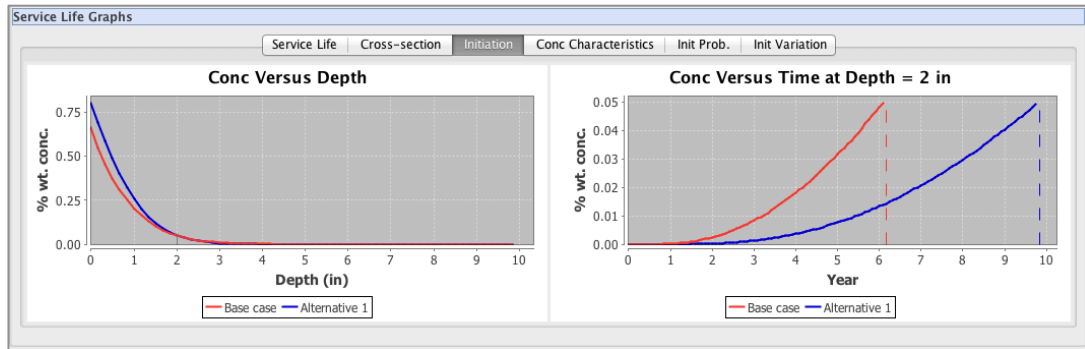 Service Life Graphs
Service Life Cross-section Initiation Conc Characteristics Init Prob. Init Variation
Conc Versus Depth
% wt. conc.
0.75
0.50
0.25
0.00
0 1 2 3 4 5 6 7 8 9 10
Depth (in)
Base case Alternative 1
Conc Versus Time at Depth = 2 in
% wt. conc.
0.05
0.04
0.03
0.02
0.01
0.00
0 1 2 3 4 5 6 7 8 9 10
Year
Base case Alternative 1